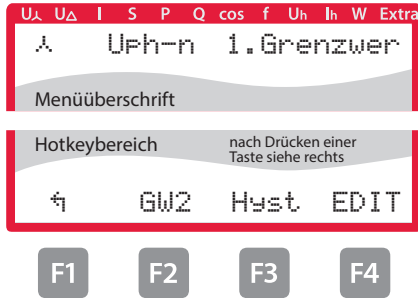 U⅄ U△ I S P Q cos f Uh Ih W Extra
⅄ Uph-n 1.Grenzwer
Menüüberschrift
Hotkeybereich
nach Drücken einer
Taste siehe rechts
↰ GW2 Hyst EDIT
F1 F2 F3 F4